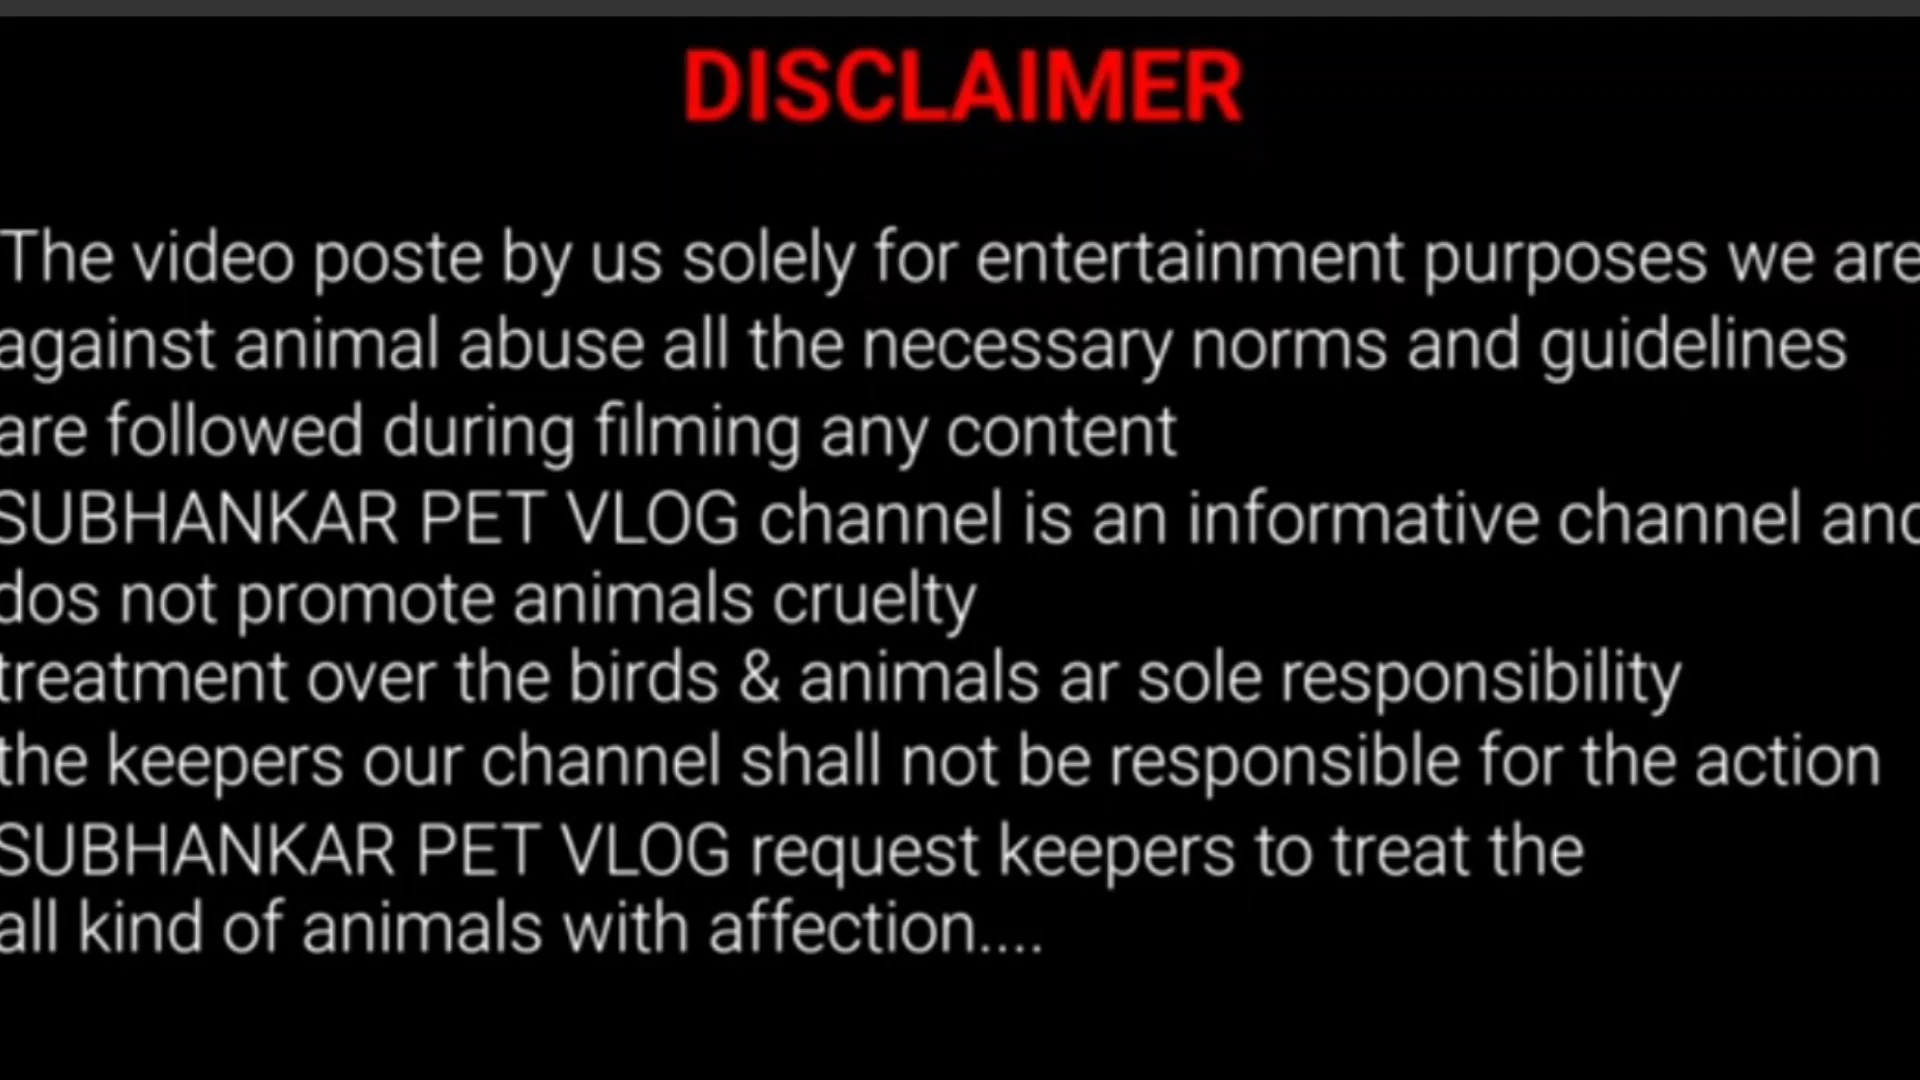 DISCLAIMER
The video poste by us solely for entertainment purposes we are
against animal abuse all the necessary norms and guidelines
are followed during filming any content
SUBHANKAR PET VLOG channel is an informative channel and
dos not promote animals cruelty
treatment over the birds & animals ar sole responsibility
the keepers our channel shall not be responsible for the action
SUBHANKAR PET VLOG request keepers to treat the
all kind of animals with affection....